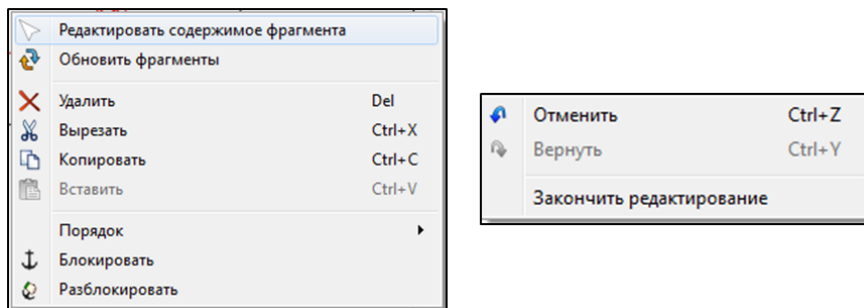 Редактировать содержимое фрагмента
Обновить фрагменты
Удалить Del
Вырезать Ctrl+X
Копировать Ctrl+C
Вставить Ctrl+V
Порядок
Блокировать
Разблокировать
Отменить Ctrl+Z
Вернуть Ctrl+Y
Закончить редактирование